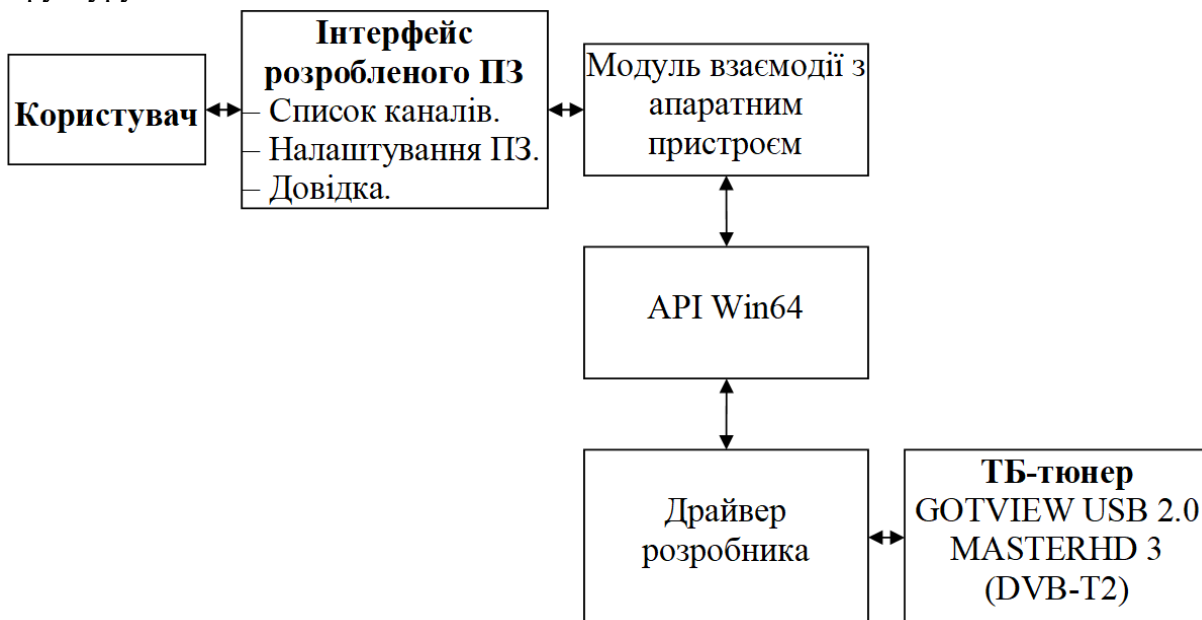 Користувач
Інтерфейс
розробленого ПЗ
– Список каналів.
– Налаштування ПЗ.
– Довідка.
Модуль взаємодії з
апаратним
пристроєм
API Win64
Драйвер
розробника
ТБ-тюнер
GOTVIEW USB 2.0
MASTERHD 3
(DVB-T2)